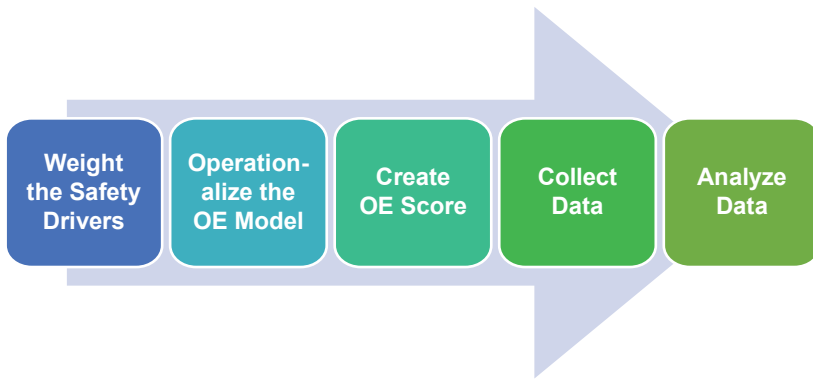 Weight
the Safety
Drivers
Operation-
alize the
OE Model
Create
OE Score
Collect
Data
Analyze
Data